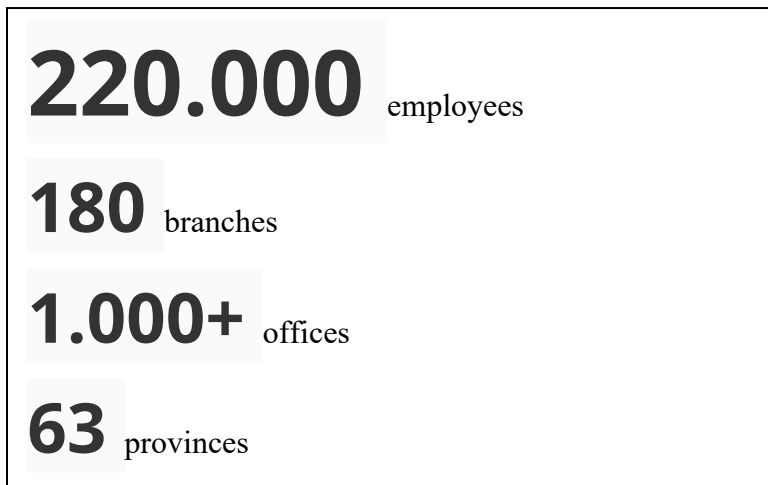 220.000 employees
180 branches
1.000+ offices
63 provinces